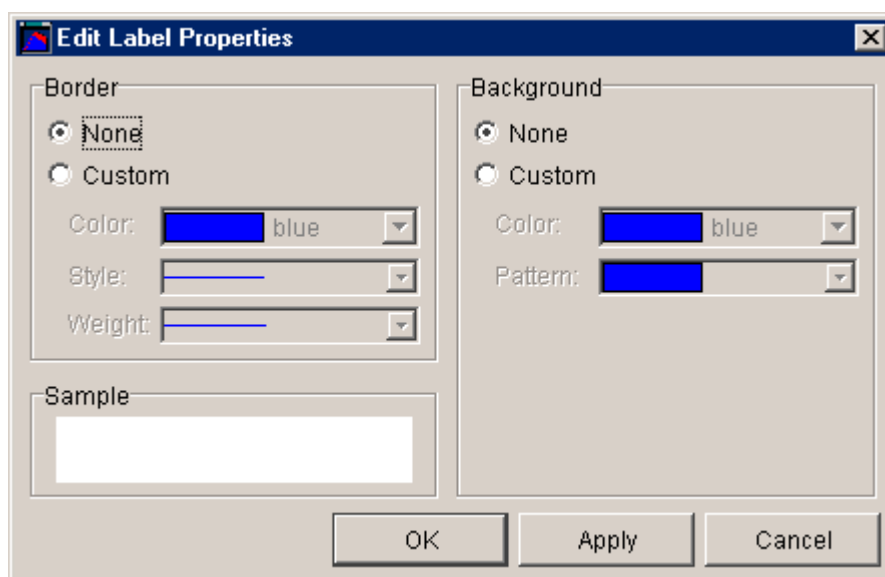 Edit Label Properties
Border
None
Custom
Color: blue
Style:
Weight:
Sample
Background
None
Custom
Color: blue
Pattern:
OK Apply Cancel